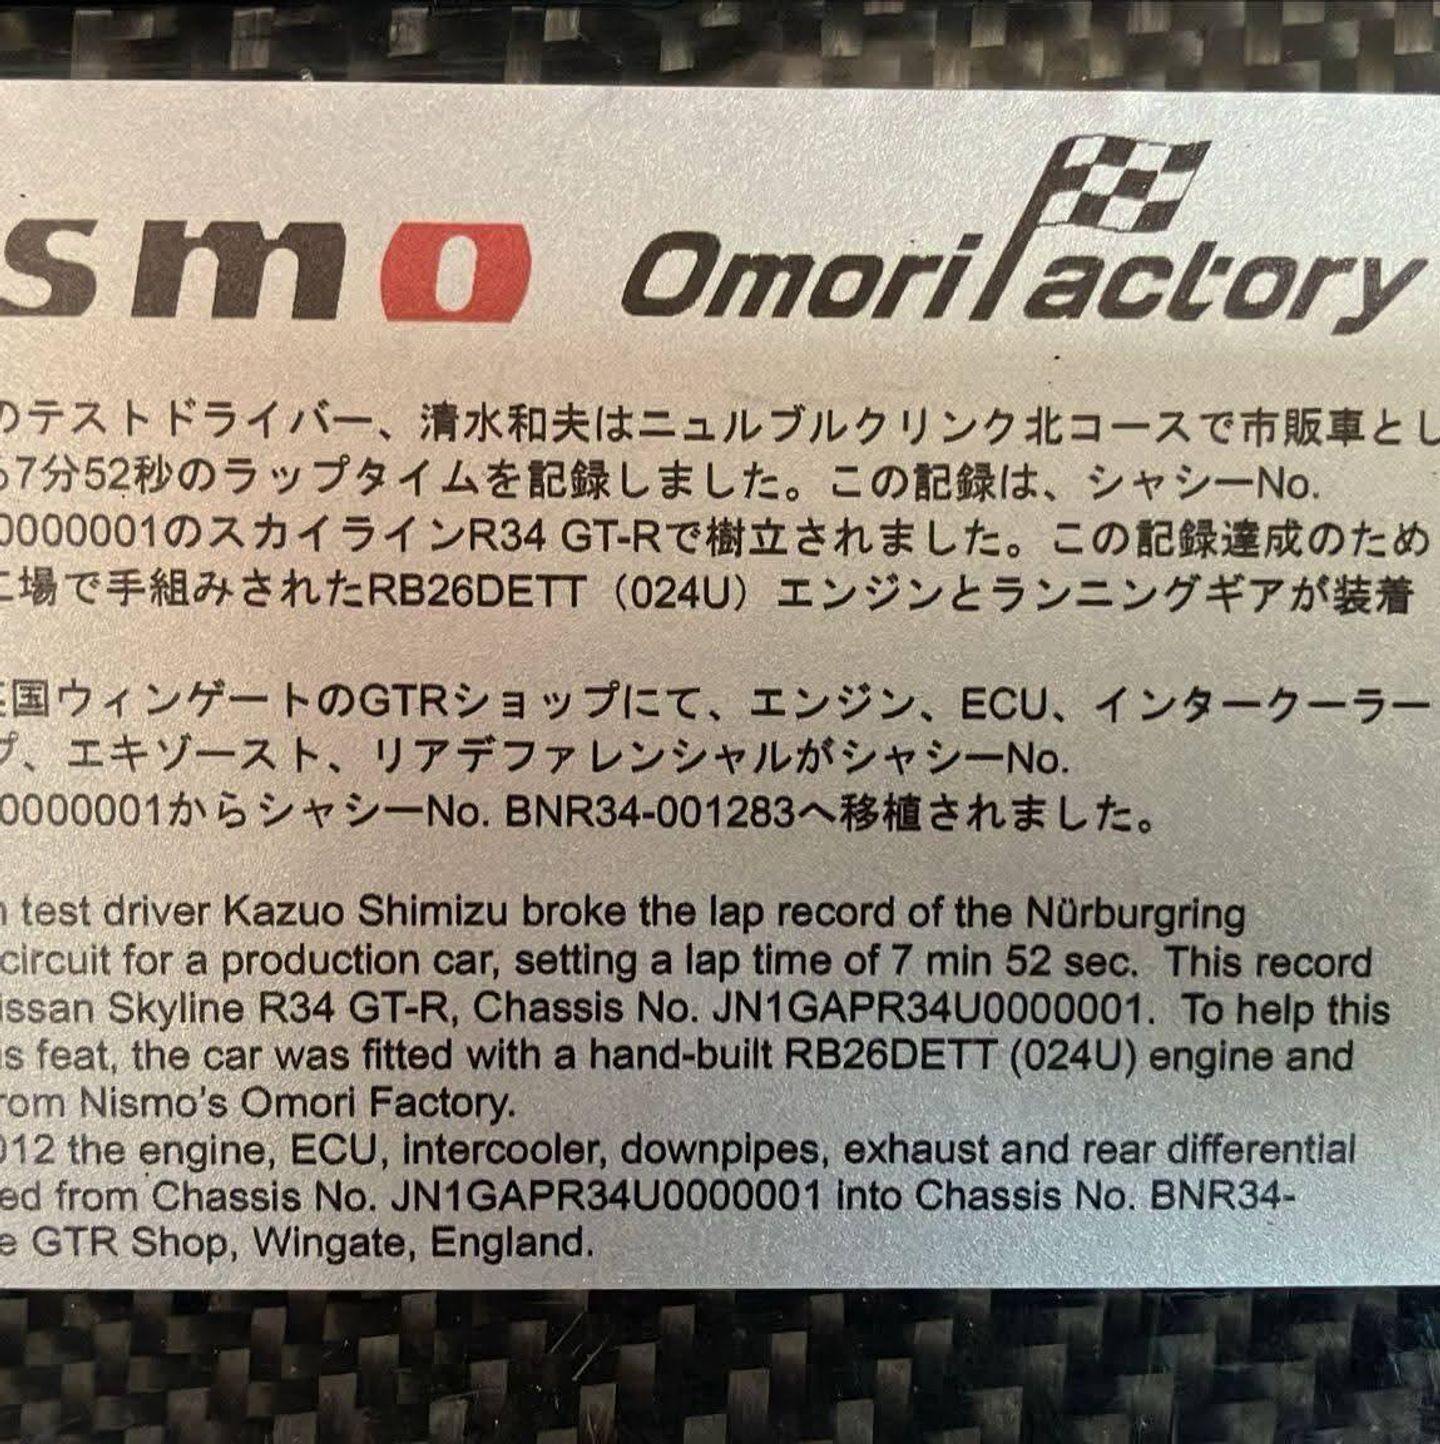 smo Omori Factory
のテストドライバー、清水和夫はニュルブルクリンク北コースで市販車とし
ら7分52秒のラップタイムを記録しました。この記録は、シャシーNo.
0000001のスカイラインR34 GT-Rで樹立されました。この記録達成のため
工場で手組みされたRB26DETT（024U）エンジンとランニングギアが装着
英国ウィンゲートのGTRショップにて、エンジン、ECU、インタークーラー
プ、エキゾースト、リアデファレンシャルがシャシーNo.
0000001からシャシーNo. BNR34-001283へ移植されました。
n test driver Kazuo Shimizu broke the lap record of the Nürburgring
circuit for a production car, setting a lap time of 7 min 52 sec. This record
issan Skyline R34 GT-R, Chassis No. JN1GAPR34U0000001. To help this
is feat, the car was fitted with a hand-built RB26DETT (024U) engine and
rom Nismo's Omori Factory.
012 the engine, ECU, intercooler, downpipes, exhaust and rear differential
ed from Chassis No. JN1GAPR34U0000001 into Chassis No. BNR34-
e GTR Shop, Wingate, England.